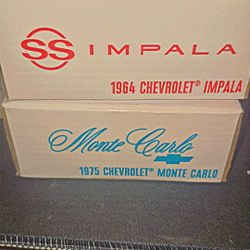 SS IMPALA
1964 CHEVROLET® IMPALA
Monte Carlo
1975 CHEVROLET® MONTE CARLO